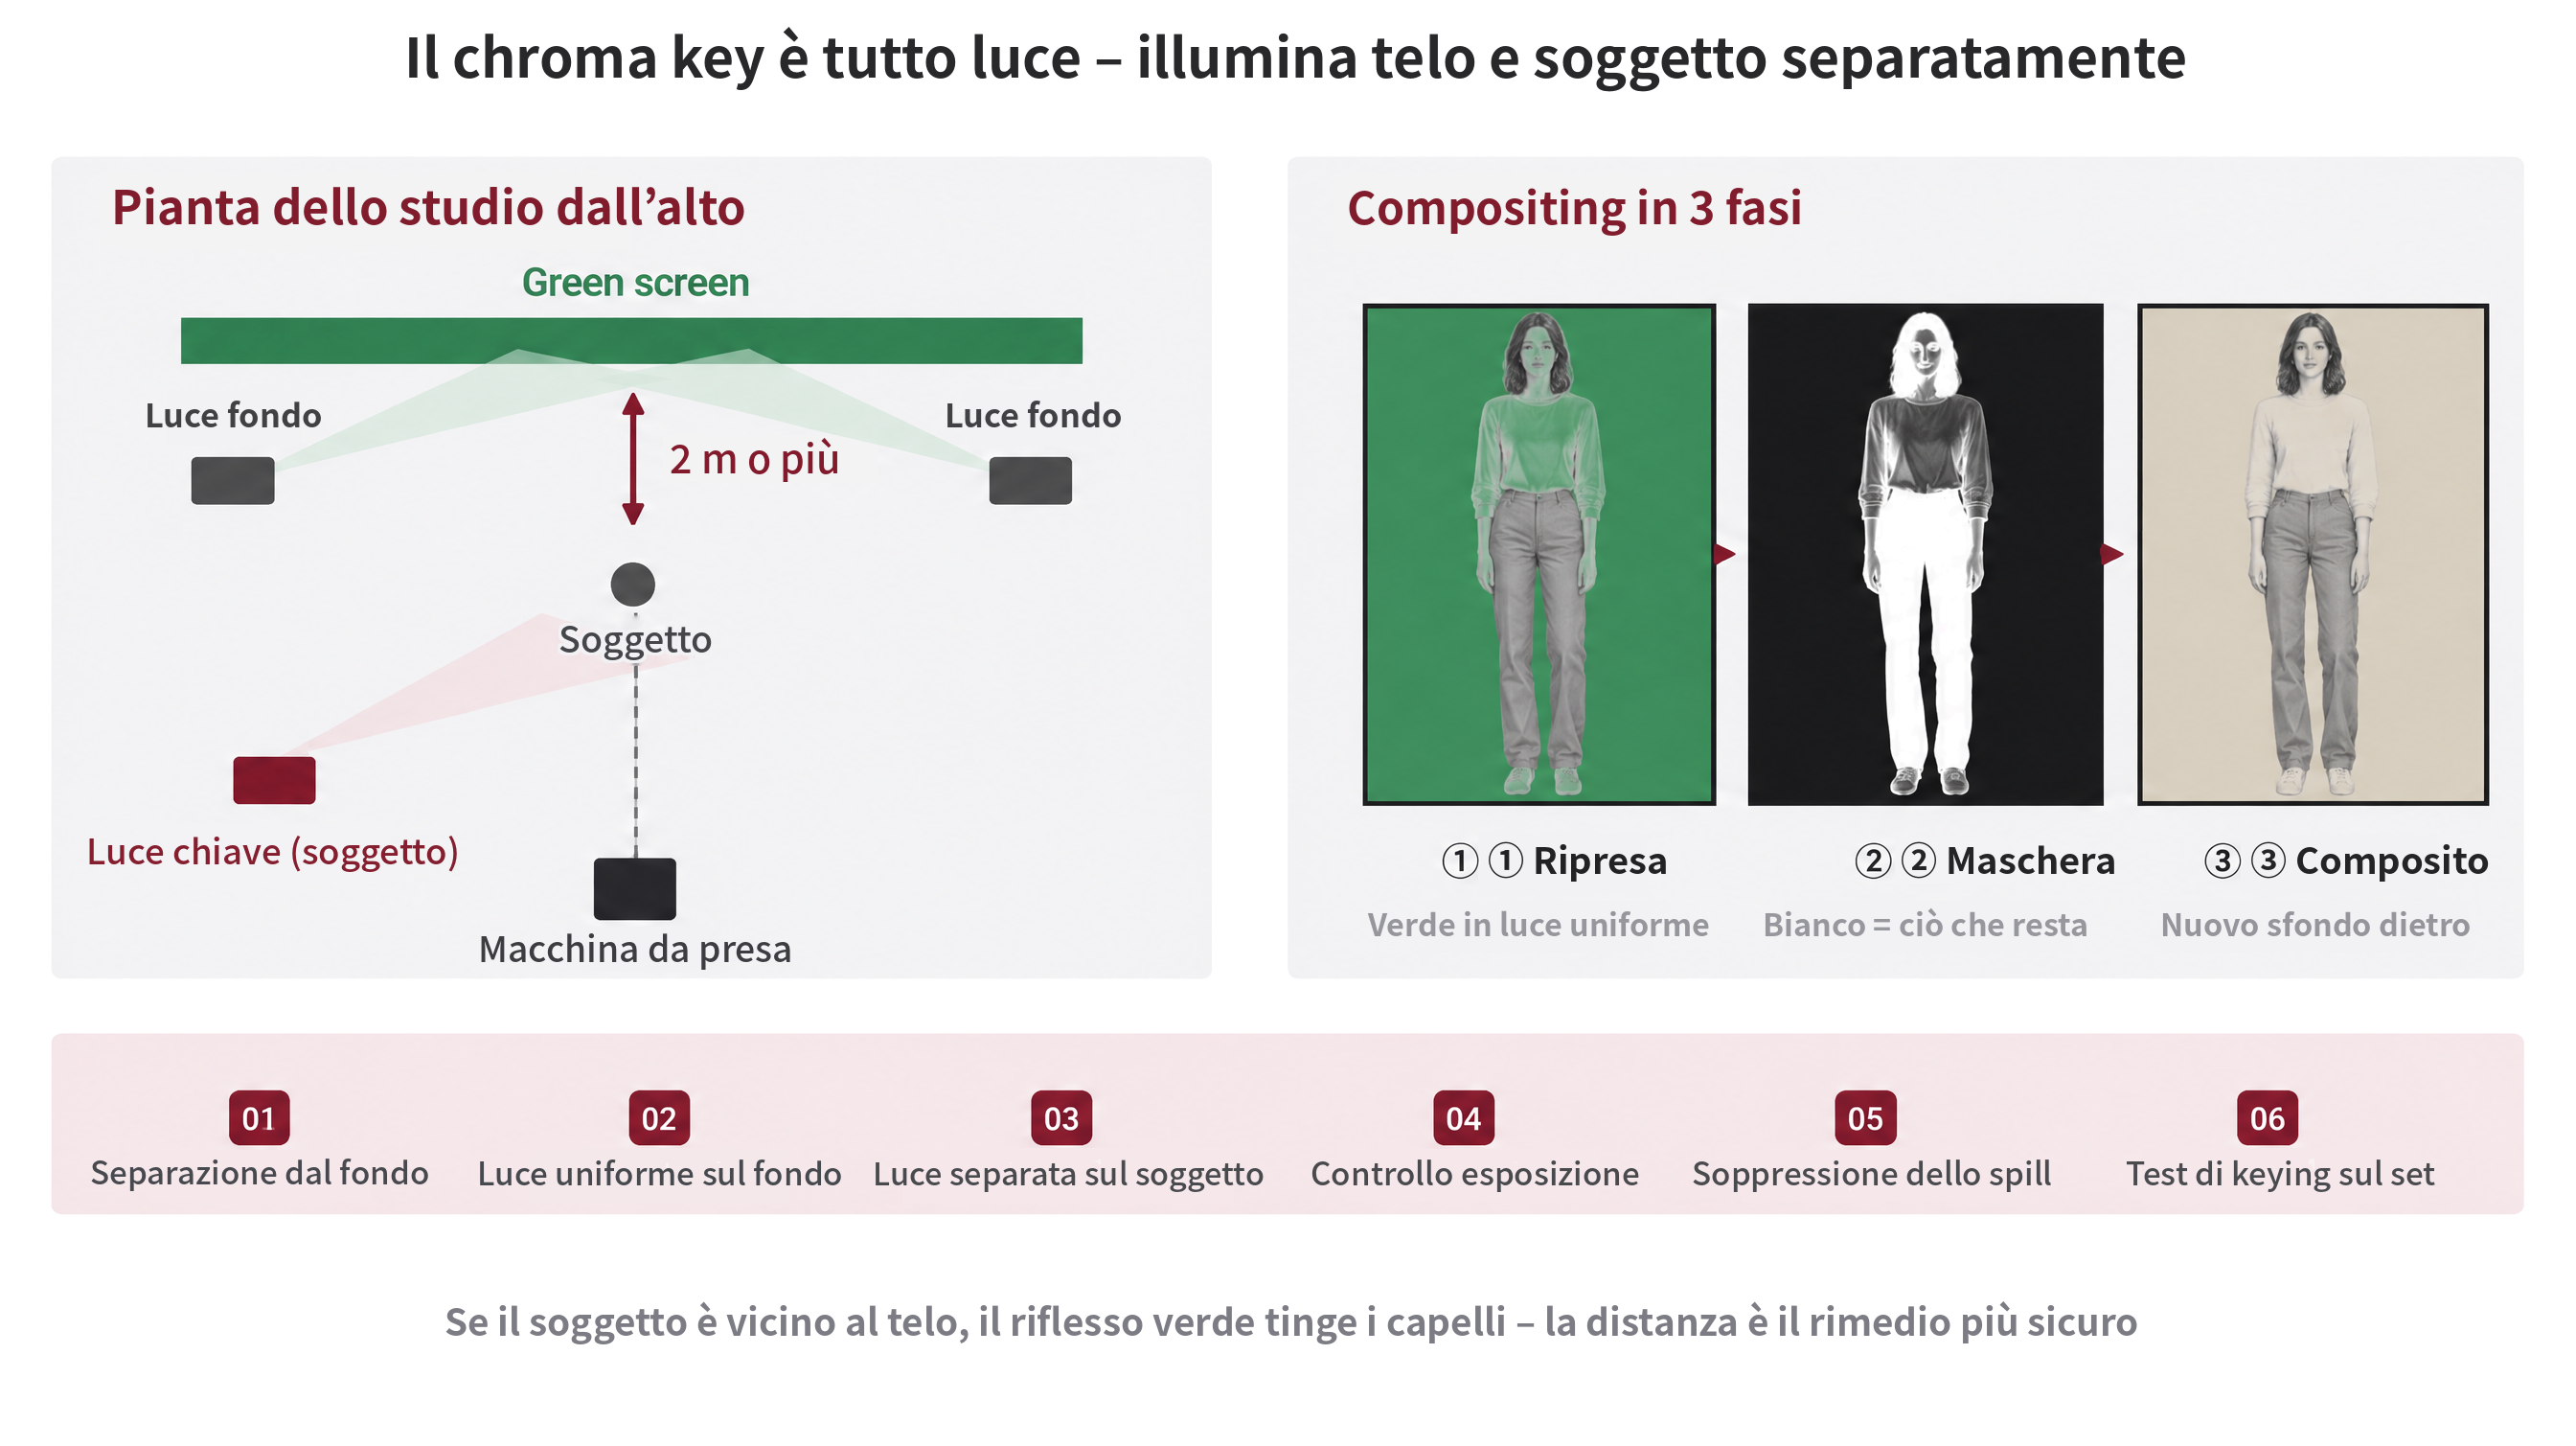 Il chroma key è tutto luce – illumina telo e soggetto separatamente
Pianta dello studio dall’alto
Green screen
Luce fondo
Luce fondo
2 m o più
Soggetto
Luce chiave (soggetto)
Macchina da presa
Compositing in 3 fasi
① ① Ripresa
② ② Maschera
③ ③ Composito
Verde in luce uniforme
Bianco = ciò che resta
Nuovo sfondo dietro
01
Separazione dal fondo
02
Luce uniforme sul fondo
03
Luce separata sul soggetto
04
Controllo esposizione
05
Soppressione dello spill
06
Test di keying sul set
Se il soggetto è vicino al telo, il riflesso verde tinge i capelli – la distanza è il rimedio più sicuro